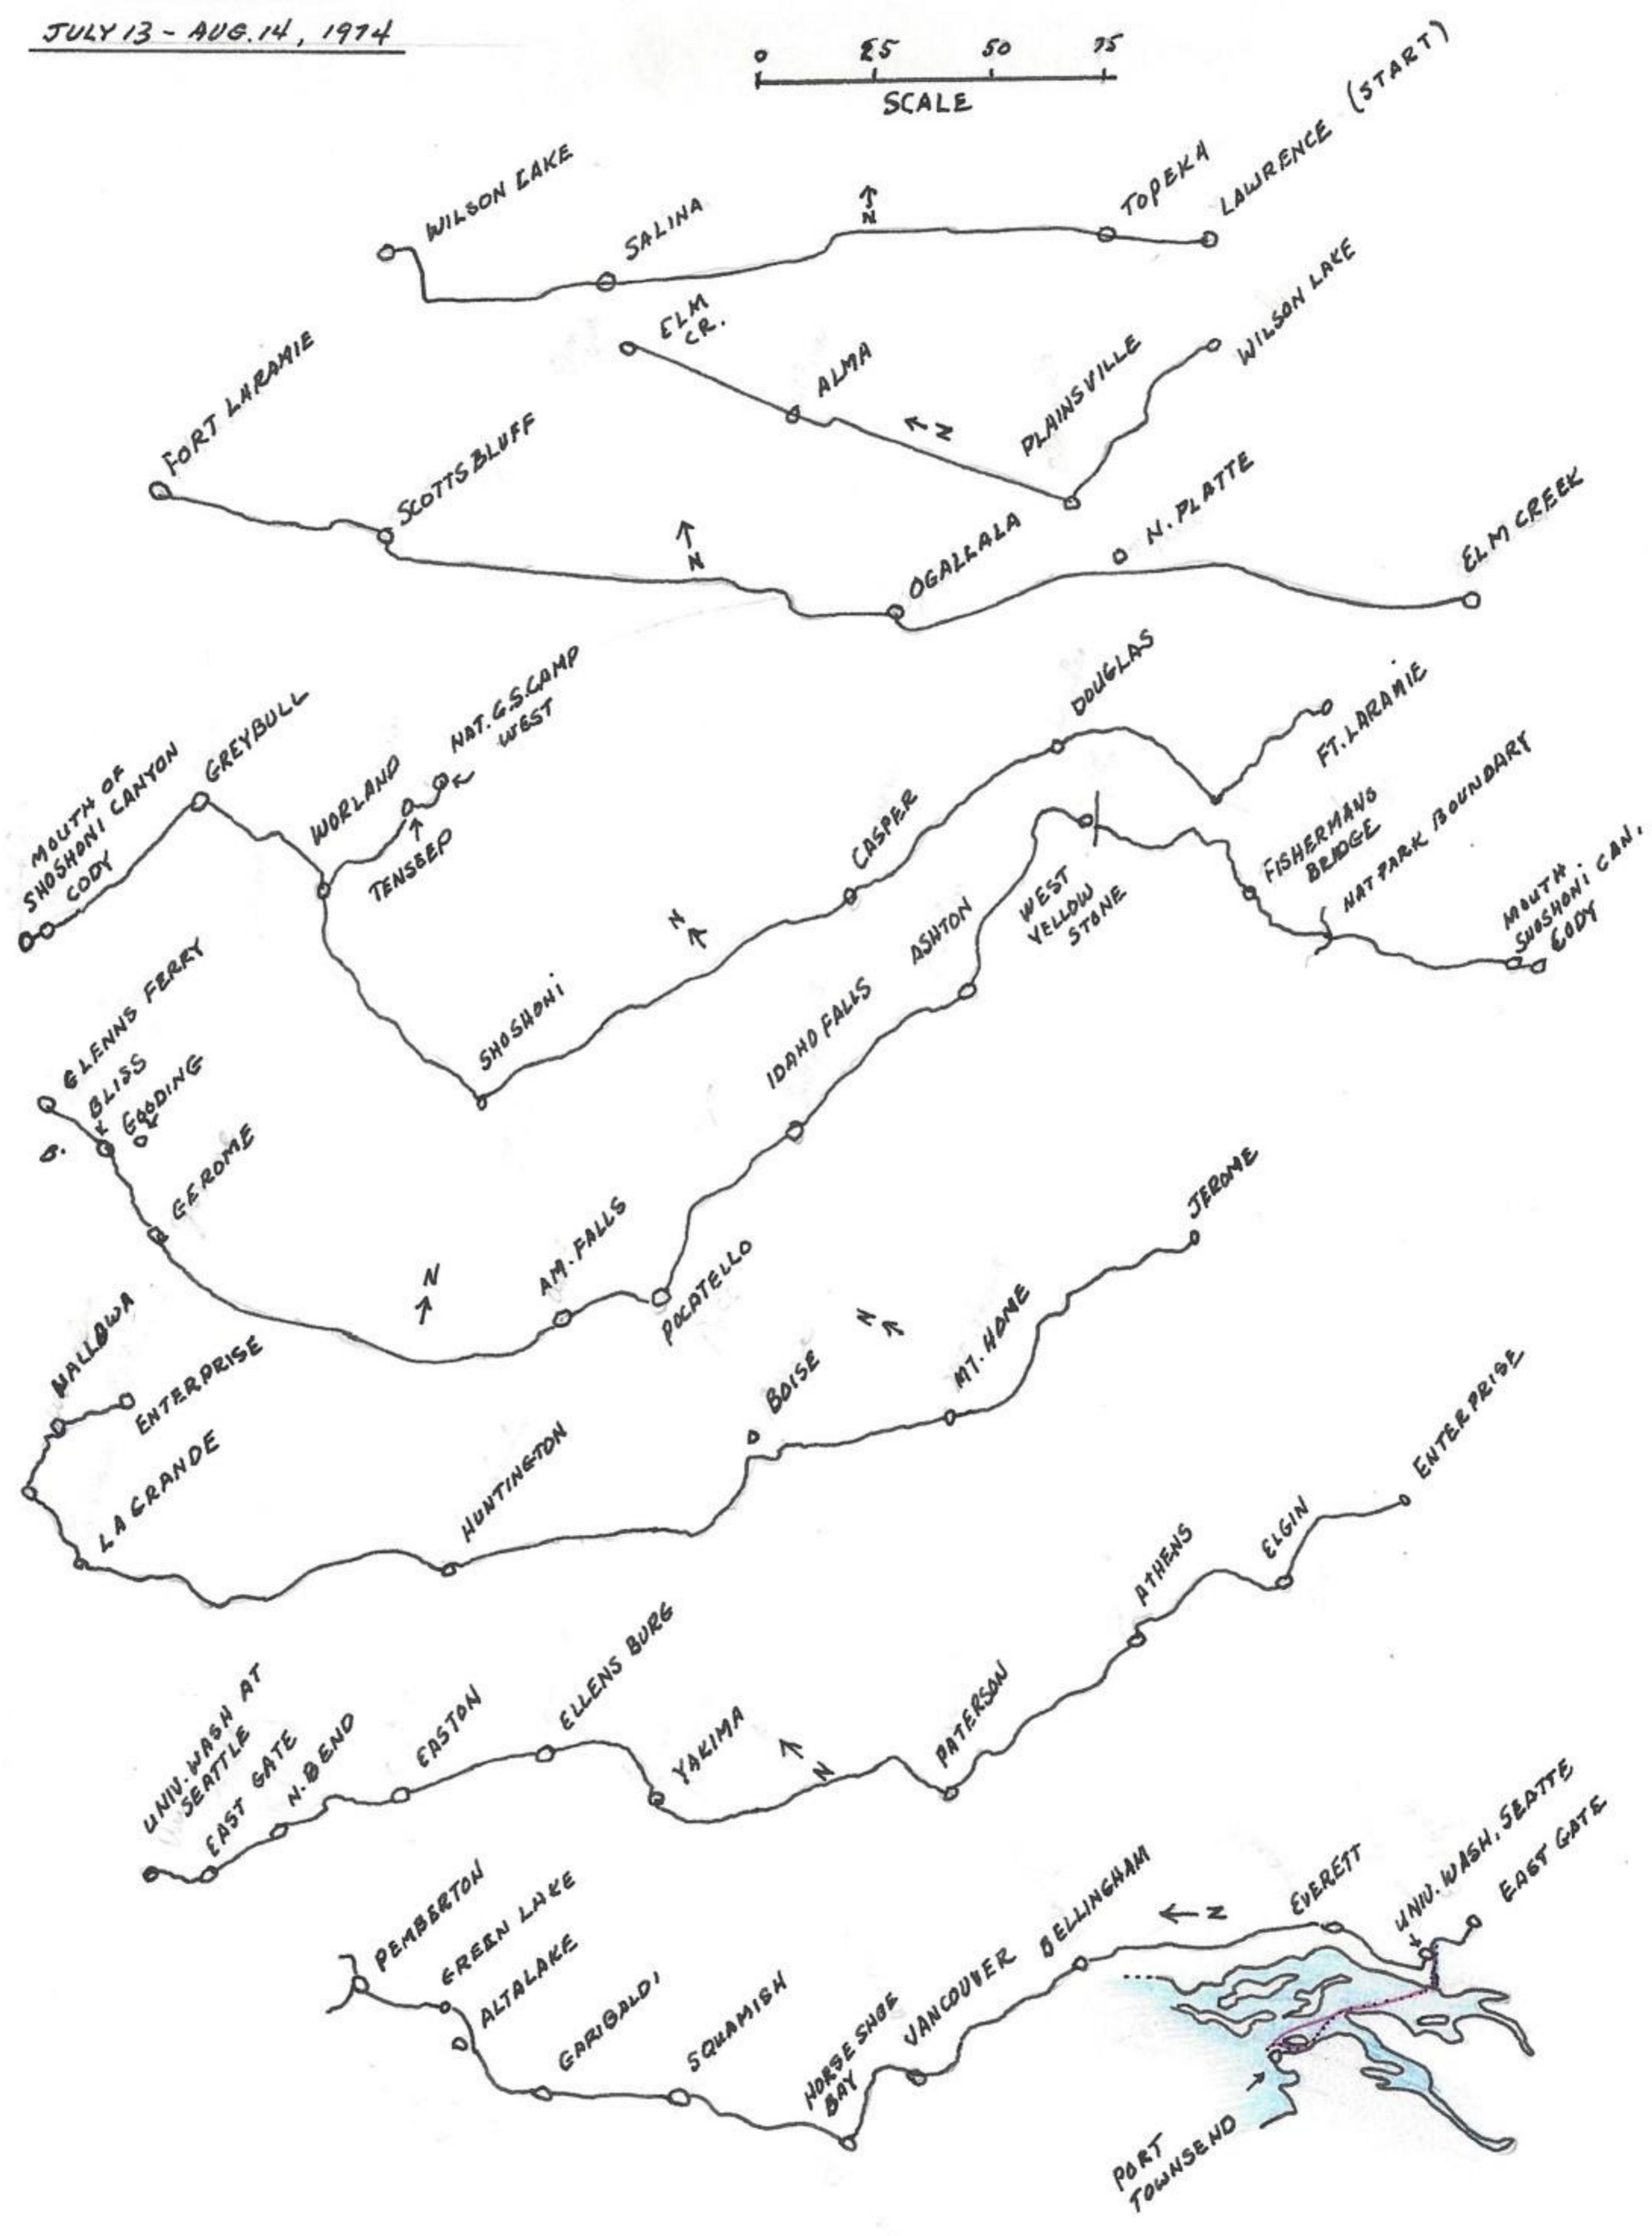 JULY 13 - AUG. 14, 1974
0 25 50 75
SCALE
WILSON LAKE
SALINA
N
TOPEKA
LAWRENCE (START)
ELM
CR.
ALMA
N
PLAINSVILLE
WILSON LAKE
FORT LARAMIE
SCOTTSBLUFF
N
OGALLALA
N. PLATTE
ELM CREEK
MOUTH OF
SHOSHONI CANYON
CODY
GREYBULL
WORLAND
TENSEEP
NAT. G.S. CAMP
WEST
SHOSHONI
N
CASPER
DOUGLAS
FT. LARAMIE
GLENNS FERRY
BLISS
GOODING
B.
GEROME
N
AM. FALLS
POCATELLO
IDAHO FALLS
ASHTON
WEST
YELLOW
STONE
FISHERMANS
BRIDGE
NAT PARK BOUNDARY
MOUTH.
SHOSHONI CAN.
CODY
WALLOWA
ENTERPRISE
LA GRANDE
HUNTINGTON
BOISE
N
MT. HOME
JEROME
UNIV. WASH AT
SEATTLE
EAST GATE
N. BEND
EASTON
ELLENS BURG
YAKIMA
N
PATERSON
ATHENS
ELGIN
ENTERPRISE
PEMBERTON
GREEN LAKE
ALTALAKE
GARIBALDI
SQUAMISH
HORSE SHOE
BAY
VANCOUVER
BELLINGHAM
N
EVERETT
UNIV. WASH, SEATTE
EAST GATE
PORT
TOWNSEND